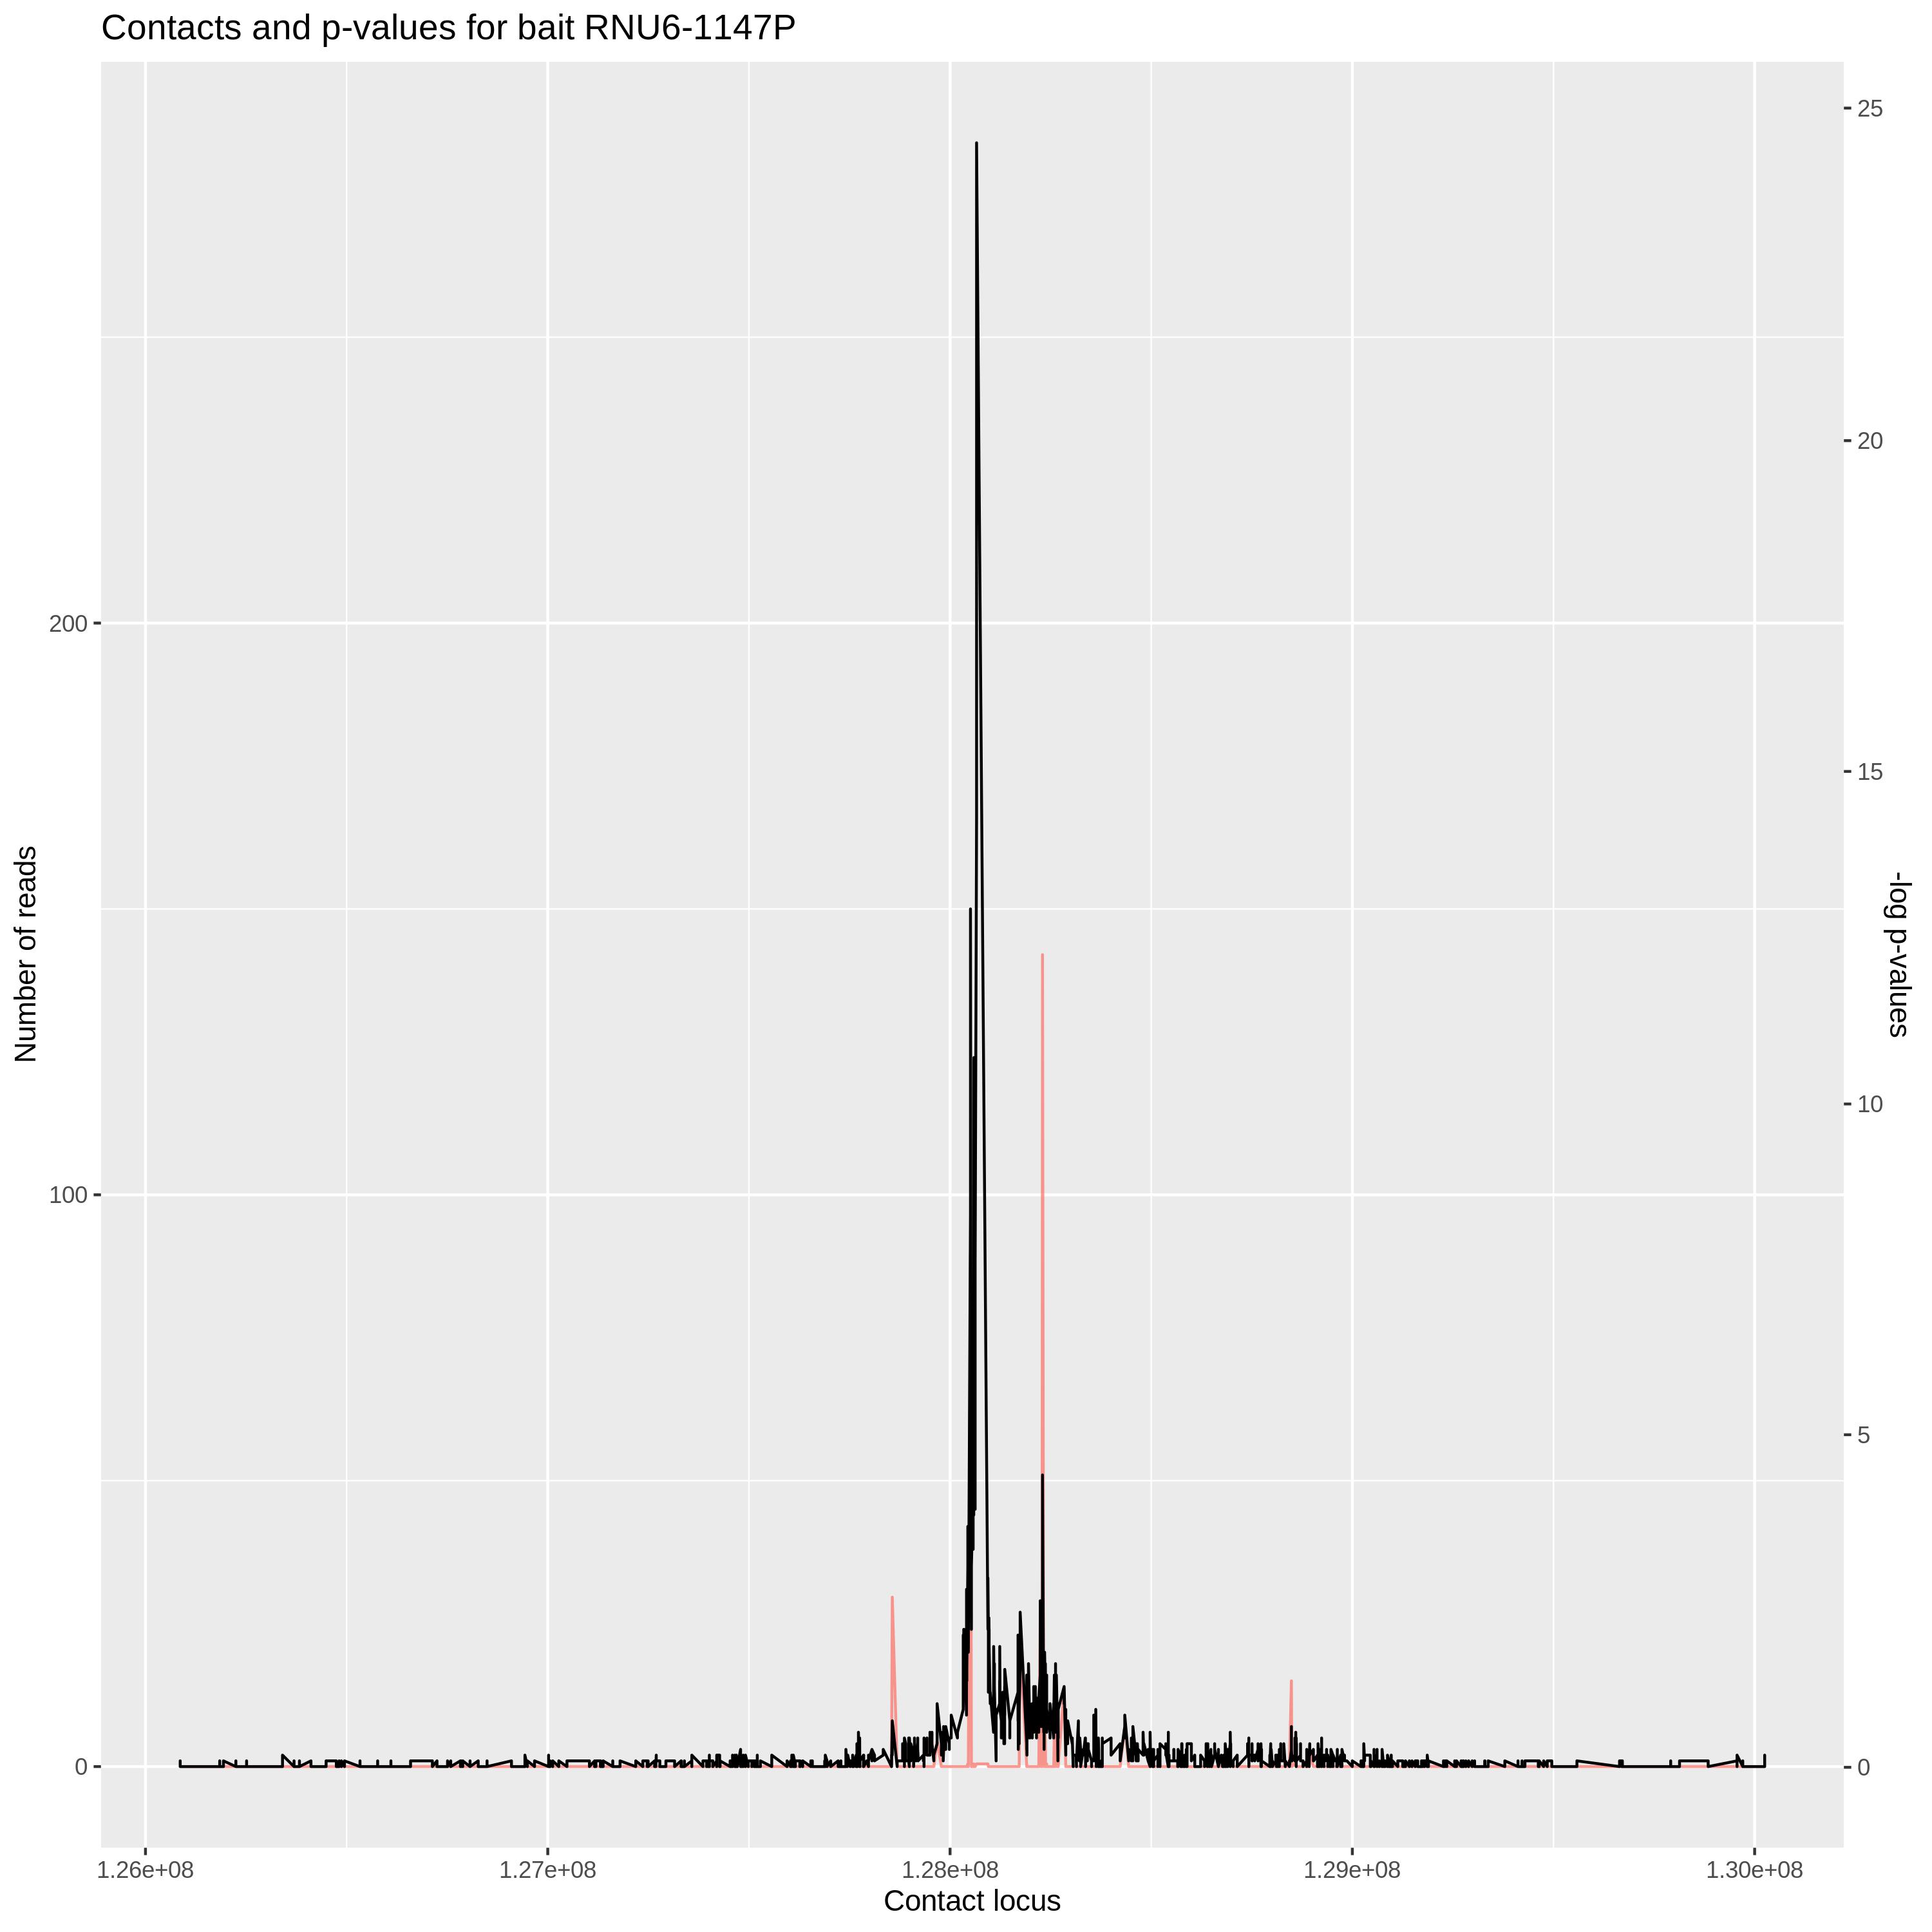 Contacts and p-values for bait RNU6-1147P
Number of reads
200
100
0
25
20
15
10
5
0
-log p-values
1.26e+08 1.27e+08 1.28e+08 1.29e+08 1.30e+08
Contact locus